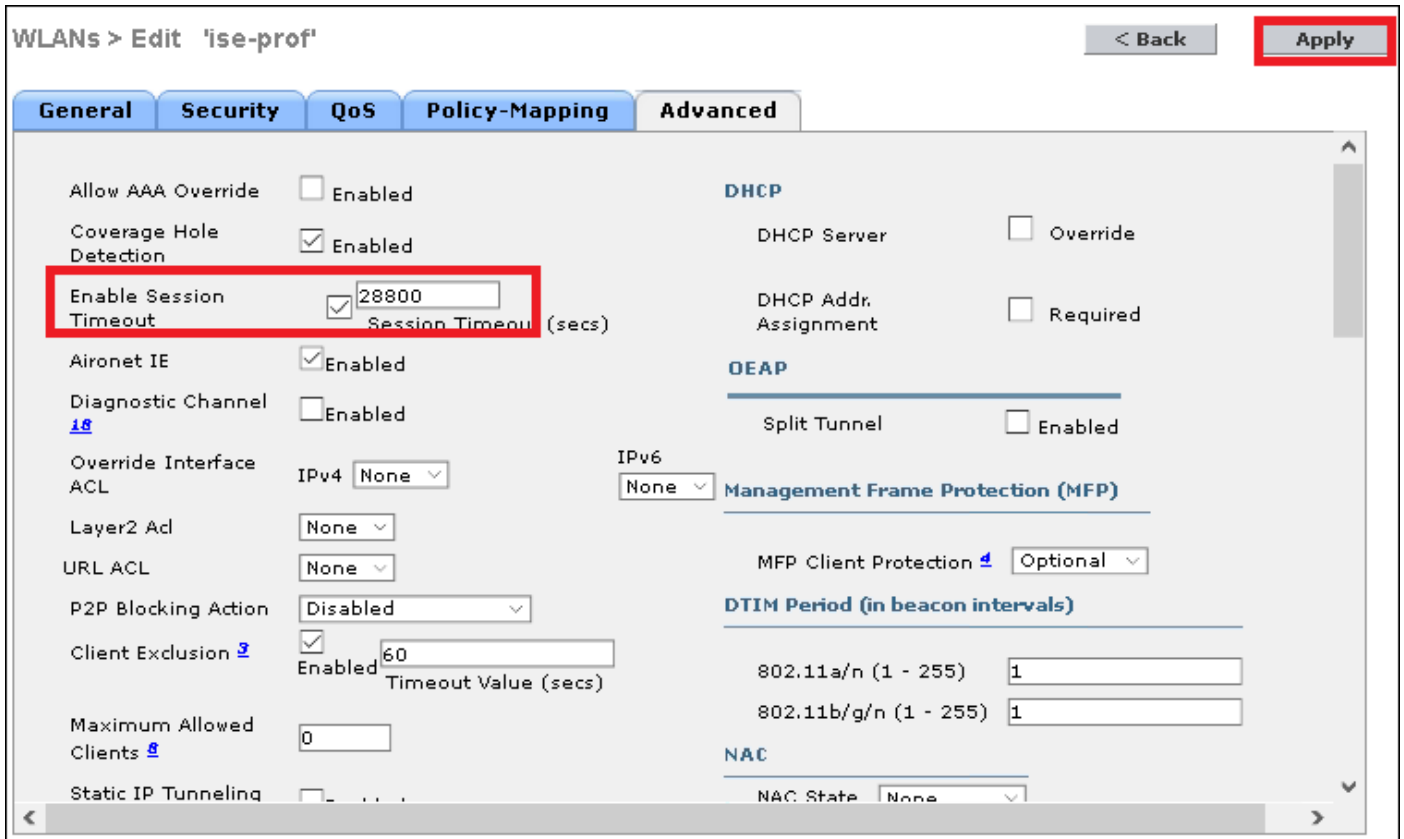 WLANs > Edit 'ise-prof'
< Back
Apply
General
Security
QoS
Policy-Mapping
Advanced
Allow AAA Override
Enabled
Coverage Hole
Detection
Enabled
Enable Session
Timeout
28800
Session Timeout (secs)
Aironet IE
Enabled
Diagnostic Channel
18
Enabled
Override Interface
ACL
IPv4 None
IPv6
None
Layer2 Acl
None
URL ACL
None
P2P Blocking Action
Disabled
Client Exclusion 3
Enabled
60
Timeout Value (secs)
Maximum Allowed
Clients 8
0
Static IP Tunneling
DHCP
DHCP Server
Override
DHCP Addr.
Assignment
Required
OEAP
Split Tunnel
Enabled
Management Frame Protection (MFP)
MFP Client Protection 4
Optional
DTIM Period (in beacon intervals)
802.11a/n (1 - 255)
1
802.11b/g/n (1 - 255)
1
NAC
NAC State
None